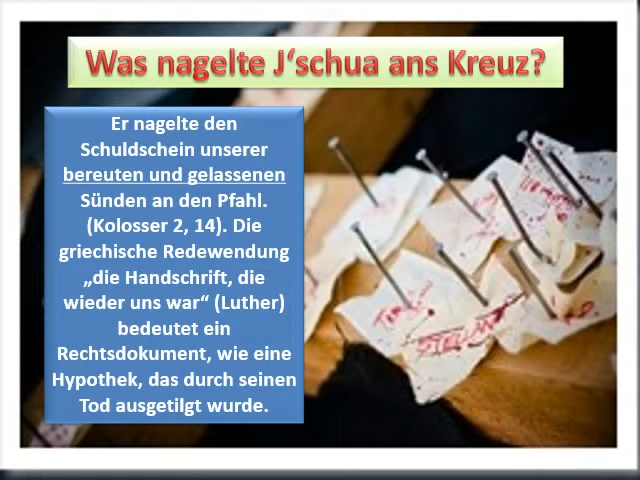 Was nagelte J‘schua ans Kreuz?
Er nagelte den
Schuldschein unserer
bereuten und gelassenen
Sünden an den Pfahl.
(Kolosser 2, 14). Die
griechische Redewendung
„die Handschrift, die
wieder uns war“ (Luther)
bedeutet ein
Rechtsdokument, wie eine
Hypothek, das durch seinen
Tod ausgetilgt wurde.